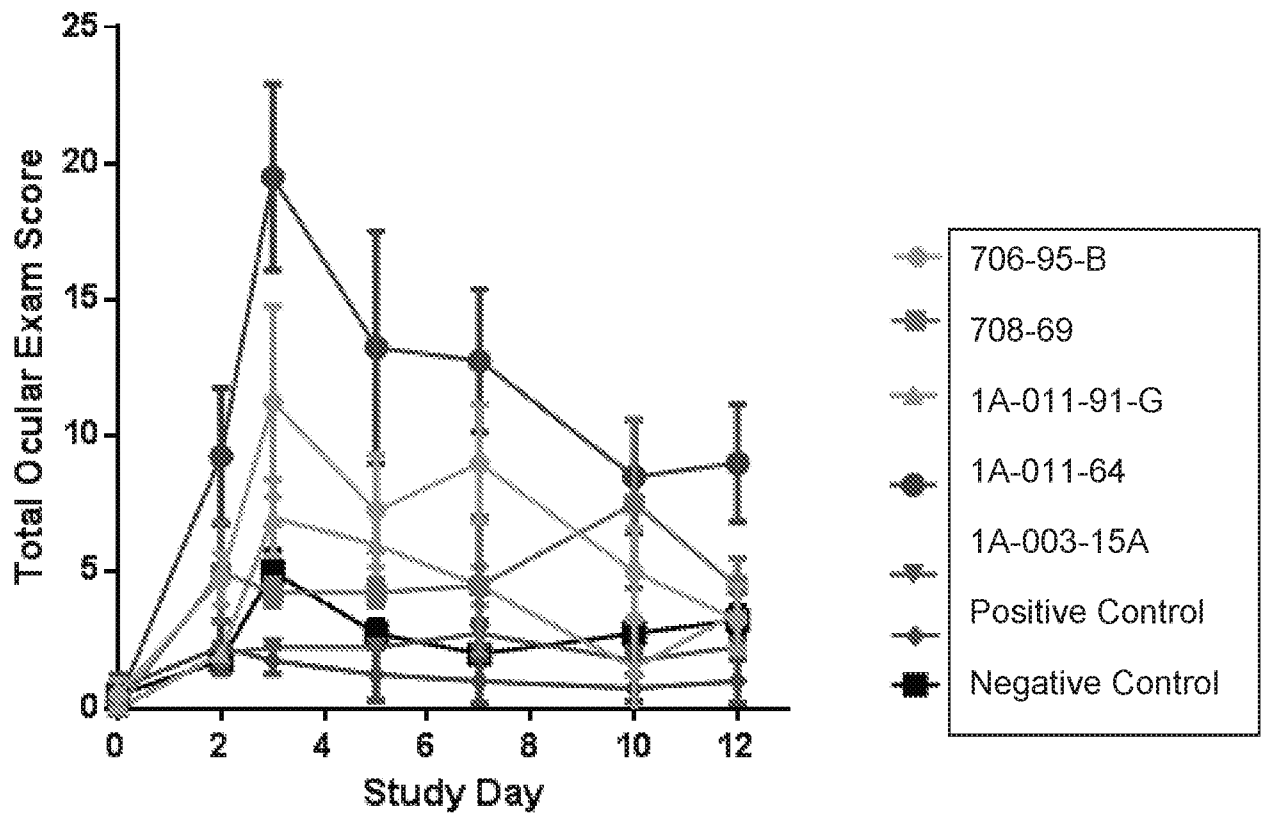 25
20
15
10
5
0
Total Ocular Exam Score
0 2 4 6 8 10 12
Study Day
706-95-B
708-69
1A-011-91-G
1A-011-64
1A-003-15A
Positive Control
Negative Control